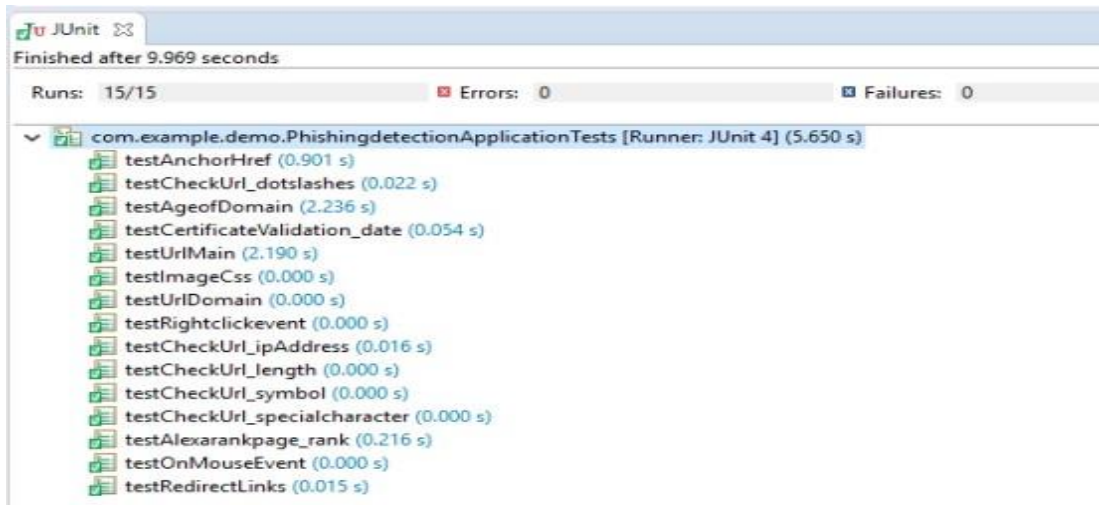 JUnit
Finished after 9.969 seconds
Runs: 15/15 Errors: 0 Failures: 0
com.example.demo.PhishingdetectionApplicationTests [Runner: JUnit 4] (5.650 s)
testAnchorHref (0.901 s)
testCheckUrl_dotslashes (0.022 s)
testAgeofDomain (2.236 s)
testCertificateValidation_date (0.054 s)
testUrlMain (2.190 s)
testImageCss (0.000 s)
testUrlDomain (0.000 s)
testRightclickevent (0.000 s)
testCheckUrl_ipAddress (0.016 s)
testCheckUrl_length (0.000 s)
testCheckUrl_symbol (0.000 s)
testCheckUrl_specialcharacter (0.000 s)
testAlexarankpage_rank (0.216 s)
testOnMouseEvent (0.000 s)
testRedirectLinks (0.015 s)